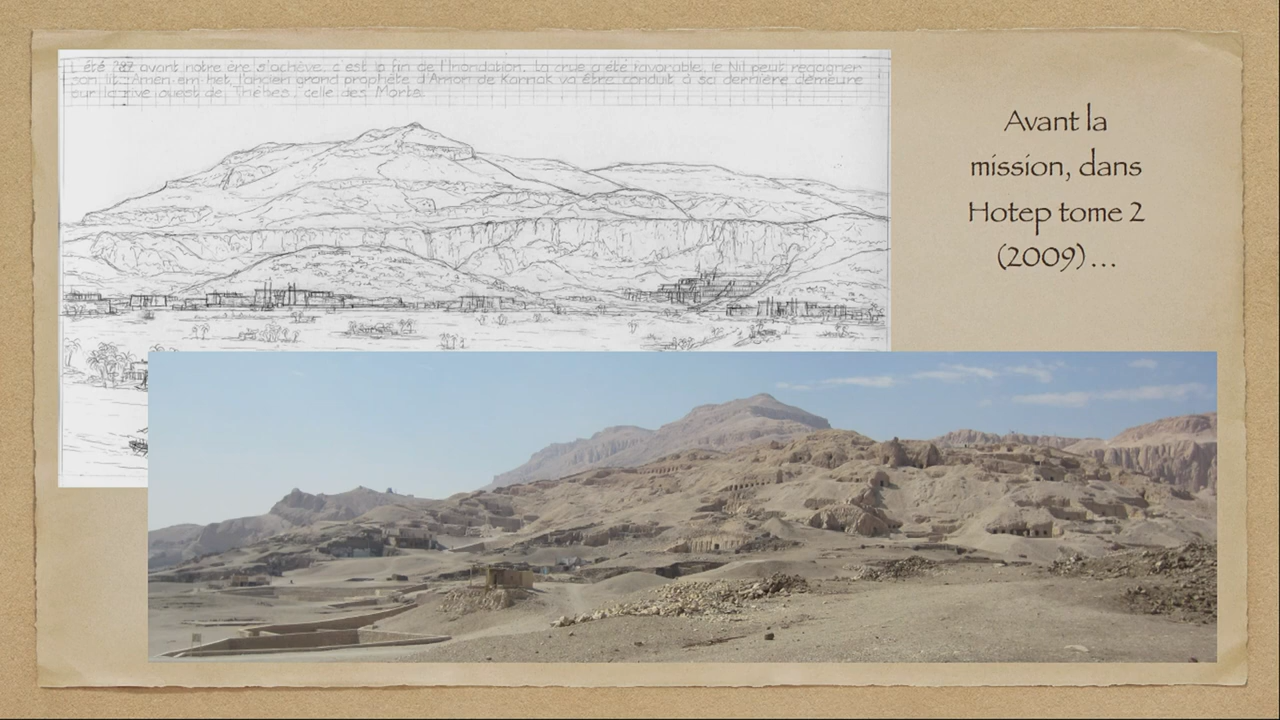 L'été 787 avant notre ère s'achève, c'est la fin de l'inondation. La crue a été favorable, le Nil peut regagner
son lit. Amen-em-het, l'ancien grand prophète d'Amon de Karnak va être conduit à sa dernière demeure
sur la rive ouest de Thèbes : celle des Morts.
Avant la
mission, dans
Hotep tome 2
(2009)...